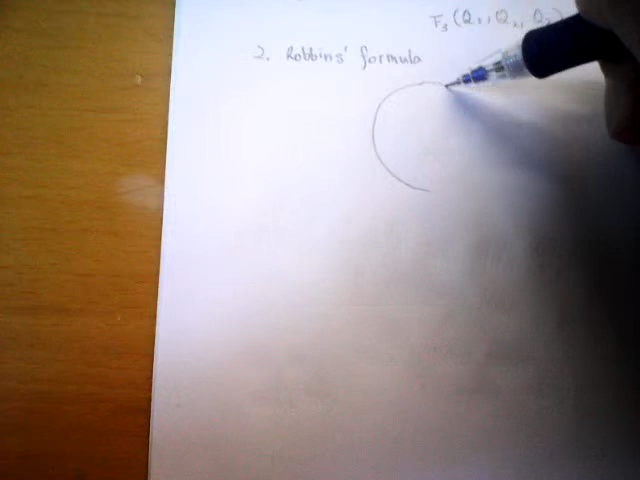 F₃(Q₁, Q₂, Q₃)
2. Robbins' formula